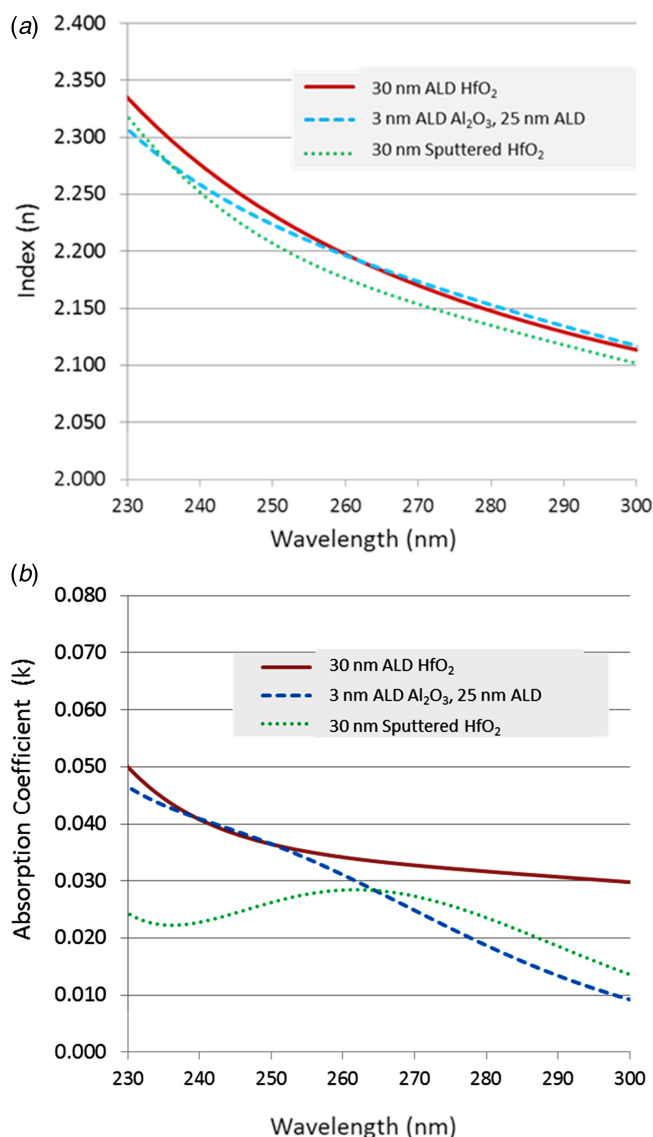 (a)
2.400
2.350
2.300
2.250
2.200
2.150
2.100
2.050
2.000
Index (n)
30 nm ALD HfO₂
3 nm ALD Al₂O₃, 25 nm ALD
30 nm Sputtered HfO₂
230 240 250 260 270 280 290 300
Wavelength (nm)
(b)
0.080
0.070
0.060
0.050
0.040
0.030
0.020
0.010
0.000
Absorption Coefficient (k)
30 nm ALD HfO₂
3 nm ALD Al₂O₃, 25 nm ALD
30 nm Sputtered HfO₂
230 240 250 260 270 280 290 300
Wavelength (nm)